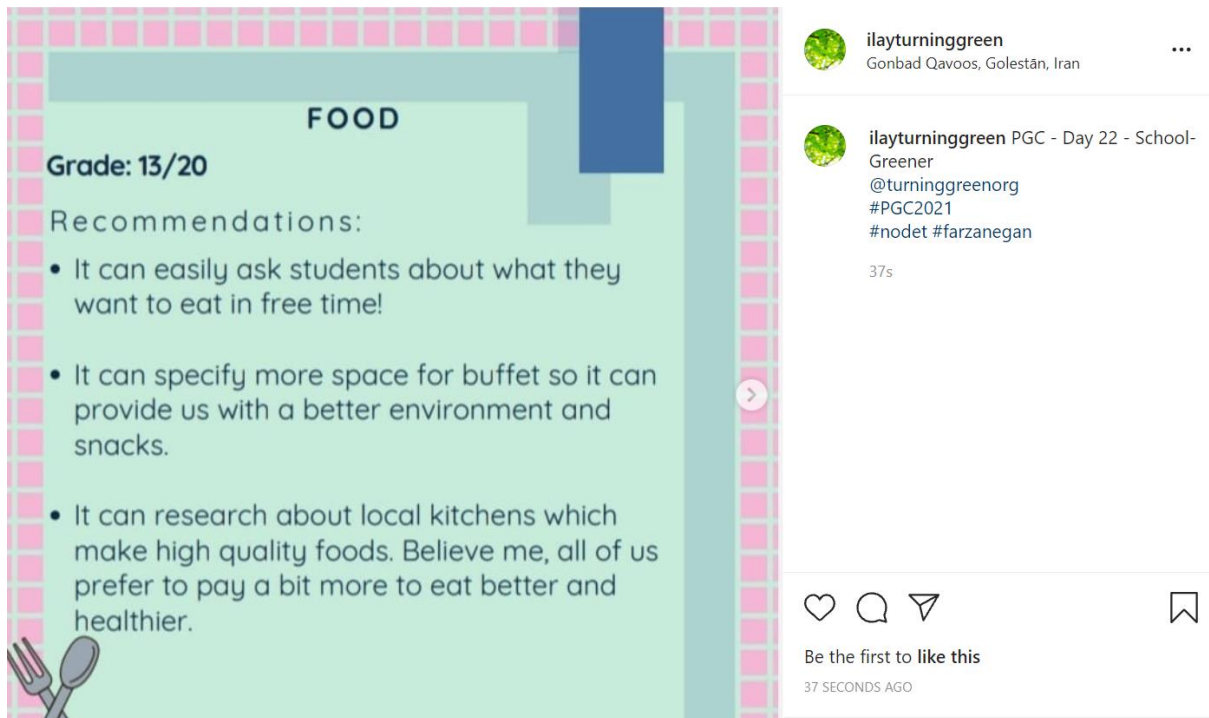 FOOD
Grade: 13/20
Recommendations:
• It can easily ask students about what they
want to eat in free time!
• It can specify more space for buffet so it can
provide us with a better environment and
snacks.
• It can research about local kitchens which
make high quality foods. Believe me, all of us
prefer to pay a bit more to eat better and
healthier.
ilayturninggreen
Gonbad Qavoos, Golestān, Iran
ilayturninggreen PGC - Day 22 - School-
Greener
@turninggreenorg
#PGC2021
#nodet #farzanegan
37s
Be the first to like this
37 SECONDS AGO